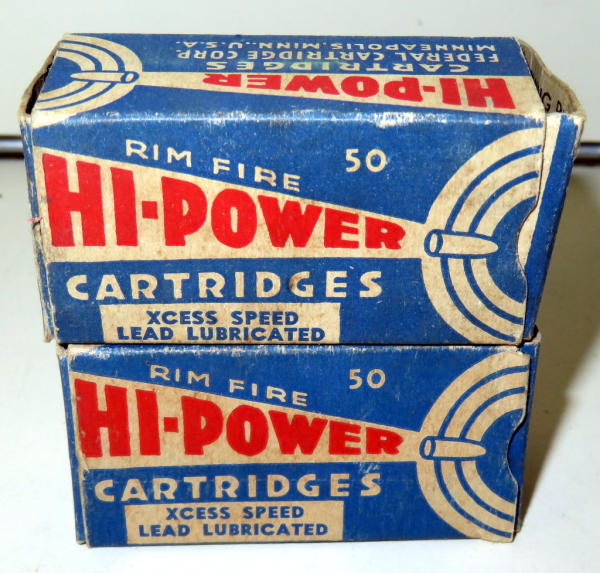 HI-POWER
CARTRIDGES
FEDERAL CARTRIDGE CORP.
MINNEAPOLIS, MINN., U.S.A.
RIM FIRE 50
HI-POWER
CARTRIDGES
XCESS SPEED
LEAD LUBRICATED
RIM FIRE 50
HI-POWER
CARTRIDGES
XCESS SPEED
LEAD LUBRICATED